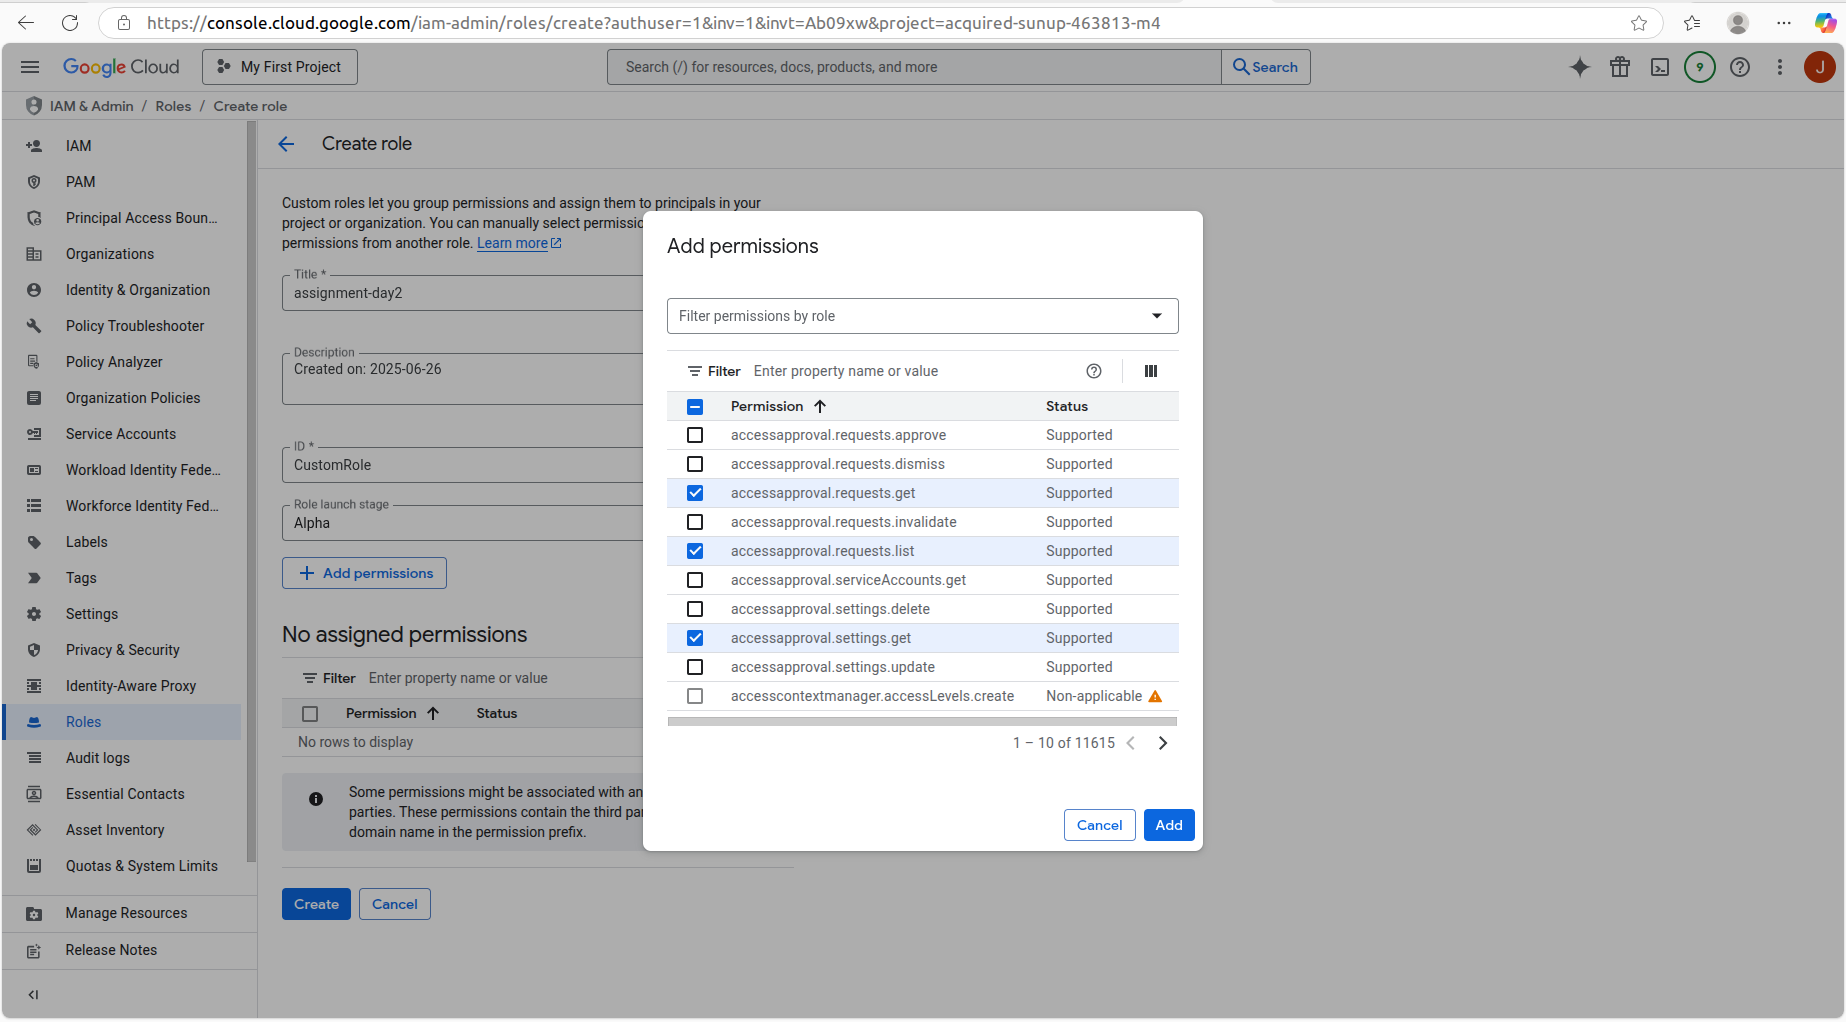 https://console.cloud.google.com/iam-admin/roles/create?authuser=1&inv=1&invt=Ab09xw&project=acquired-sunup-463813-m4
Google Cloud
My First Project
Search (/) for resources, docs, products, and more
Search
9
J
IAM & Admin / Roles / Create role
IAM
PAM
Principal Access Boun...
Organizations
Identity & Organization
Policy Troubleshooter
Policy Analyzer
Organization Policies
Service Accounts
Workload Identity Fede...
Workforce Identity Fed...
Labels
Tags
Settings
Privacy & Security
Identity-Aware Proxy
Roles
Audit logs
Essential Contacts
Asset Inventory
Quotas & System Limits
Manage Resources
Release Notes
Create role
Custom roles let you group permissions and assign them to principals in your
project or organization. You can manually select permissio
permissions from another role. Learn more
Title *
assignment-day2
Description
Created on: 2025-06-26
ID *
CustomRole
Role launch stage
Alpha
Add permissions
No assigned permissions
Filter Enter property name or value
Permission Status
No rows to display
Some permissions might be associated with an
parties. These permissions contain the third par
domain name in the permission prefix.
Create Cancel
Add permissions
Filter permissions by role
Filter Enter property name or value
Permission Status
accessapproval.requests.approve Supported
accessapproval.requests.dismiss Supported
accessapproval.requests.get Supported
accessapproval.requests.invalidate Supported
accessapproval.requests.list Supported
accessapproval.serviceAccounts.get Supported
accessapproval.settings.delete Supported
accessapproval.settings.get Supported
accessapproval.settings.update Supported
accesscontextmanager.accessLevels.create Non-applicable
1 – 10 of 11615
Cancel Add